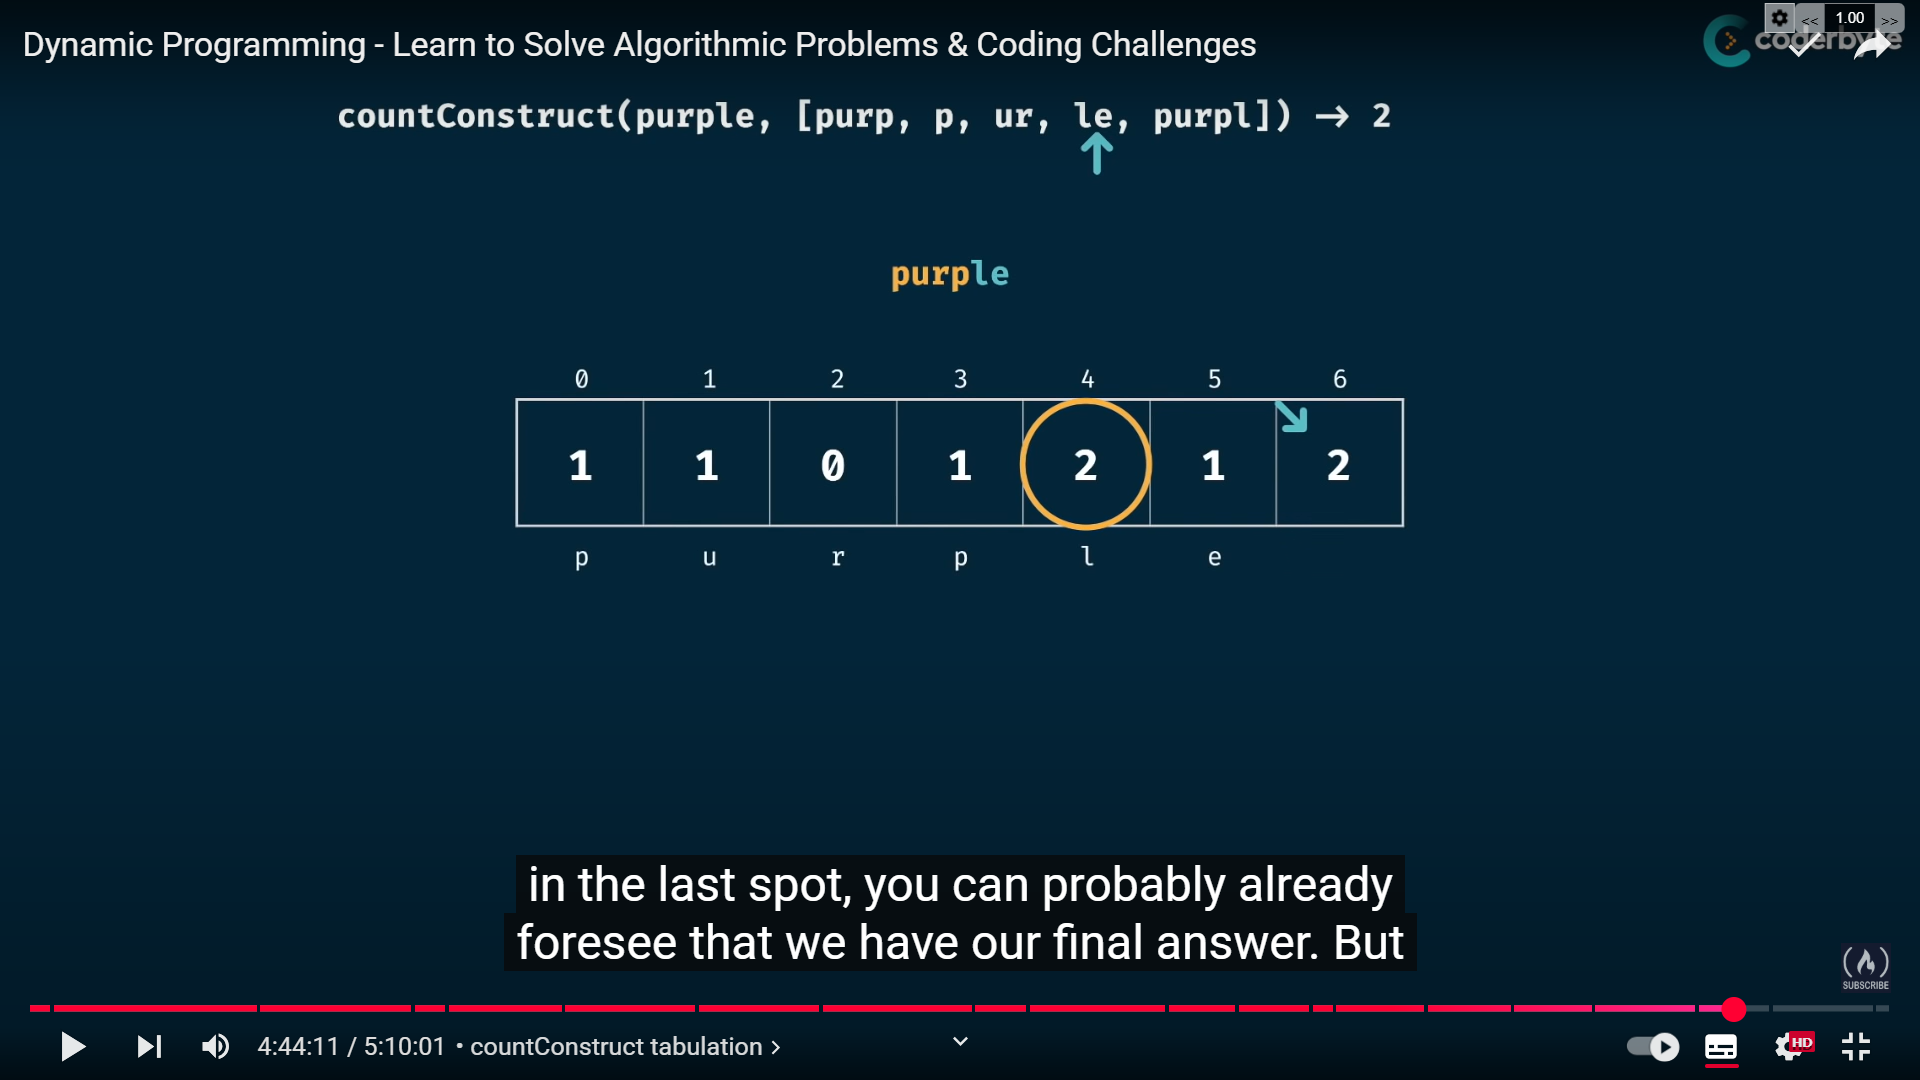 Dynamic Programming - Learn to Solve Algorithmic Problems & Coding Challenges
<< 1.00 >>
coderbyte
countConstruct(purple, [purp, p, ur, le, purpl]) → 2
purple
0 1 2 3 4 5 6
1 1 0 1 2 1 2
p u r p l e
in the last spot, you can probably already
foresee that we have our final answer. But
SUBSCRIBE
4:44:11 / 5:10:01 • countConstruct tabulation >
HD